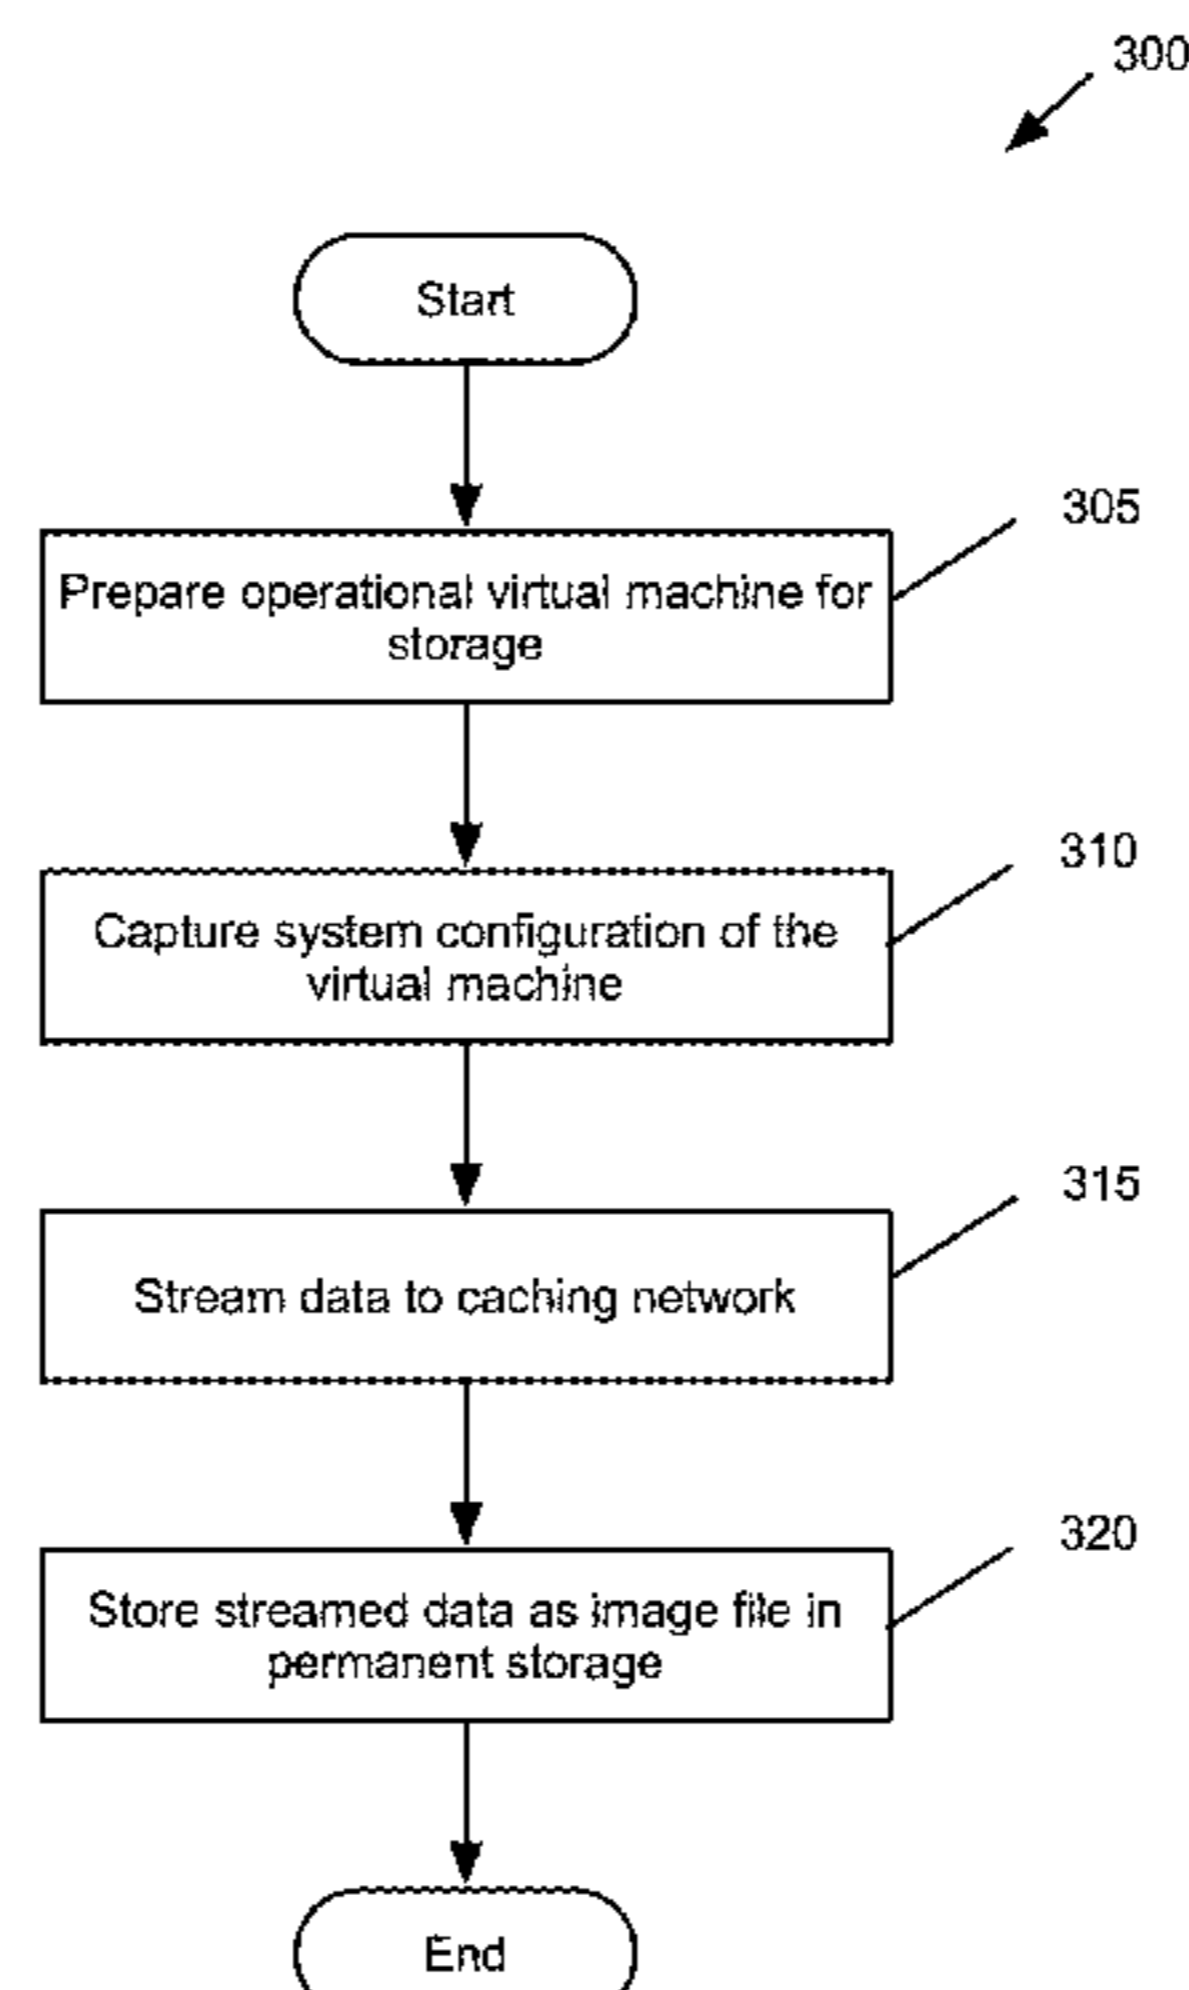 300
Start
305
Prepare operational virtual machine for
storage
310
Capture system configuration of the
virtual machine
315
Stream data to caching network
320
Store streamed data as image file in
permanent storage
End